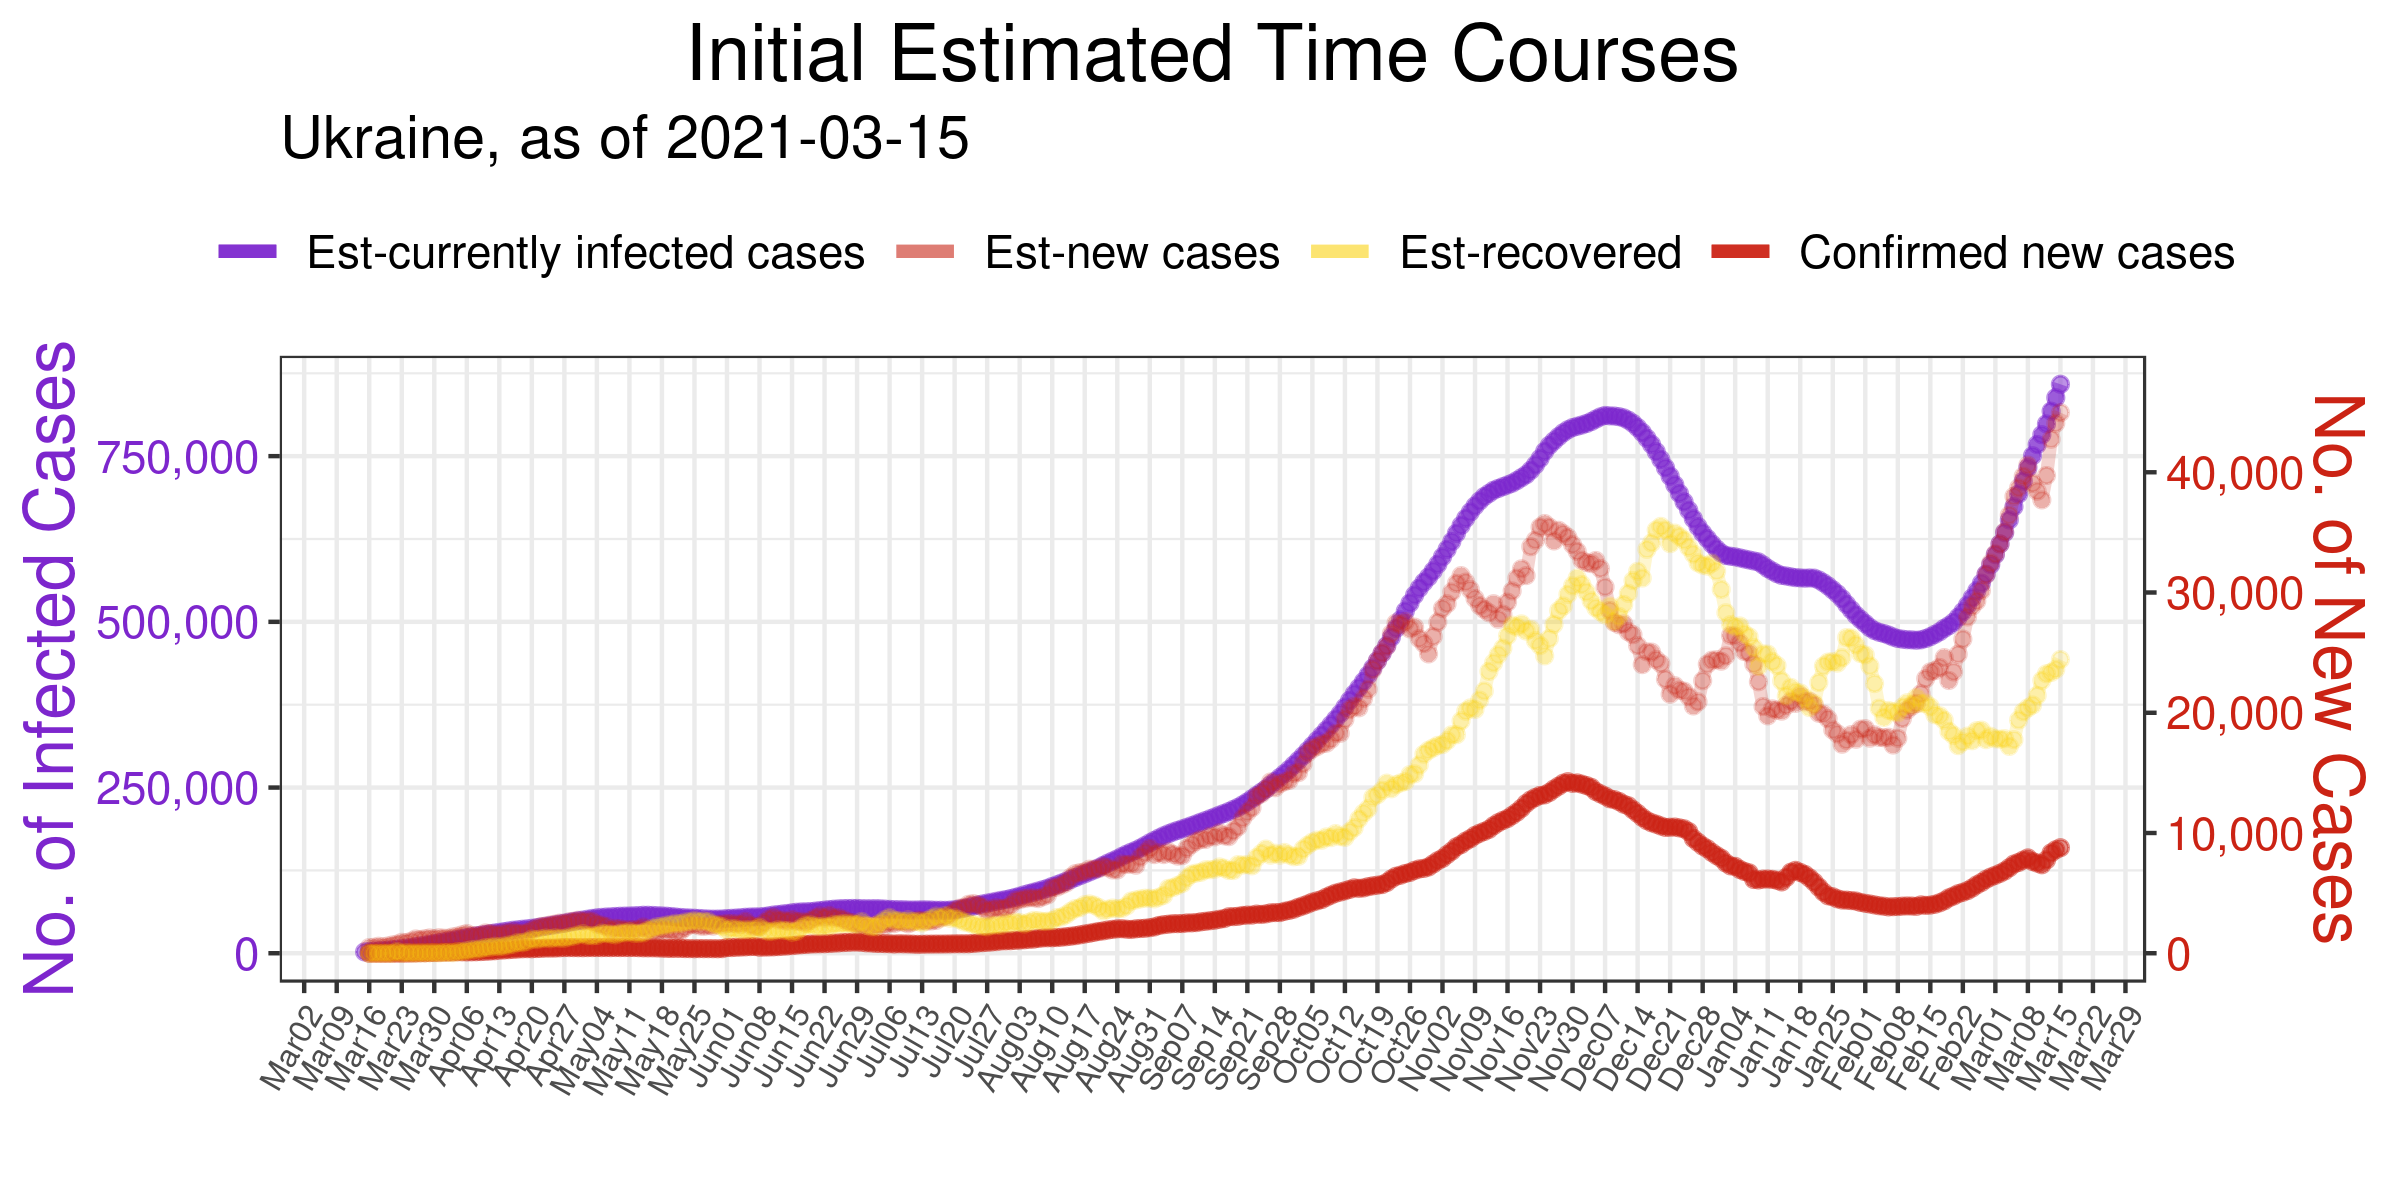 Initial Estimated Time Courses
Ukraine, as of 2021-03-15
Est-currently infected cases Est-new cases Est-recovered Confirmed new cases
No. of Infected Cases
750,000
500,000
250,000
0
40,000
30,000
20,000
10,000
0
No. of New Cases
Mar02 Mar09 Mar16 Mar23 Mar30 Apr06 Apr13 Apr20 Apr27 May04 May11 May18 May25 Jun01 Jun08 Jun15 Jun22 Jun29 Jul06 Jul13 Jul20 Jul27 Aug03 Aug10 Aug17 Aug24 Aug31 Sep07 Sep14 Sep21 Sep28 Oct05 Oct12 Oct19 Oct26 Nov02 Nov09 Nov16 Nov23 Nov30 Dec07 Dec14 Dec21 Dec28 Jan04 Jan11 Jan18 Jan25 Feb01 Feb08 Feb15 Feb22 Mar01 Mar08 Mar15 Mar22 Mar29